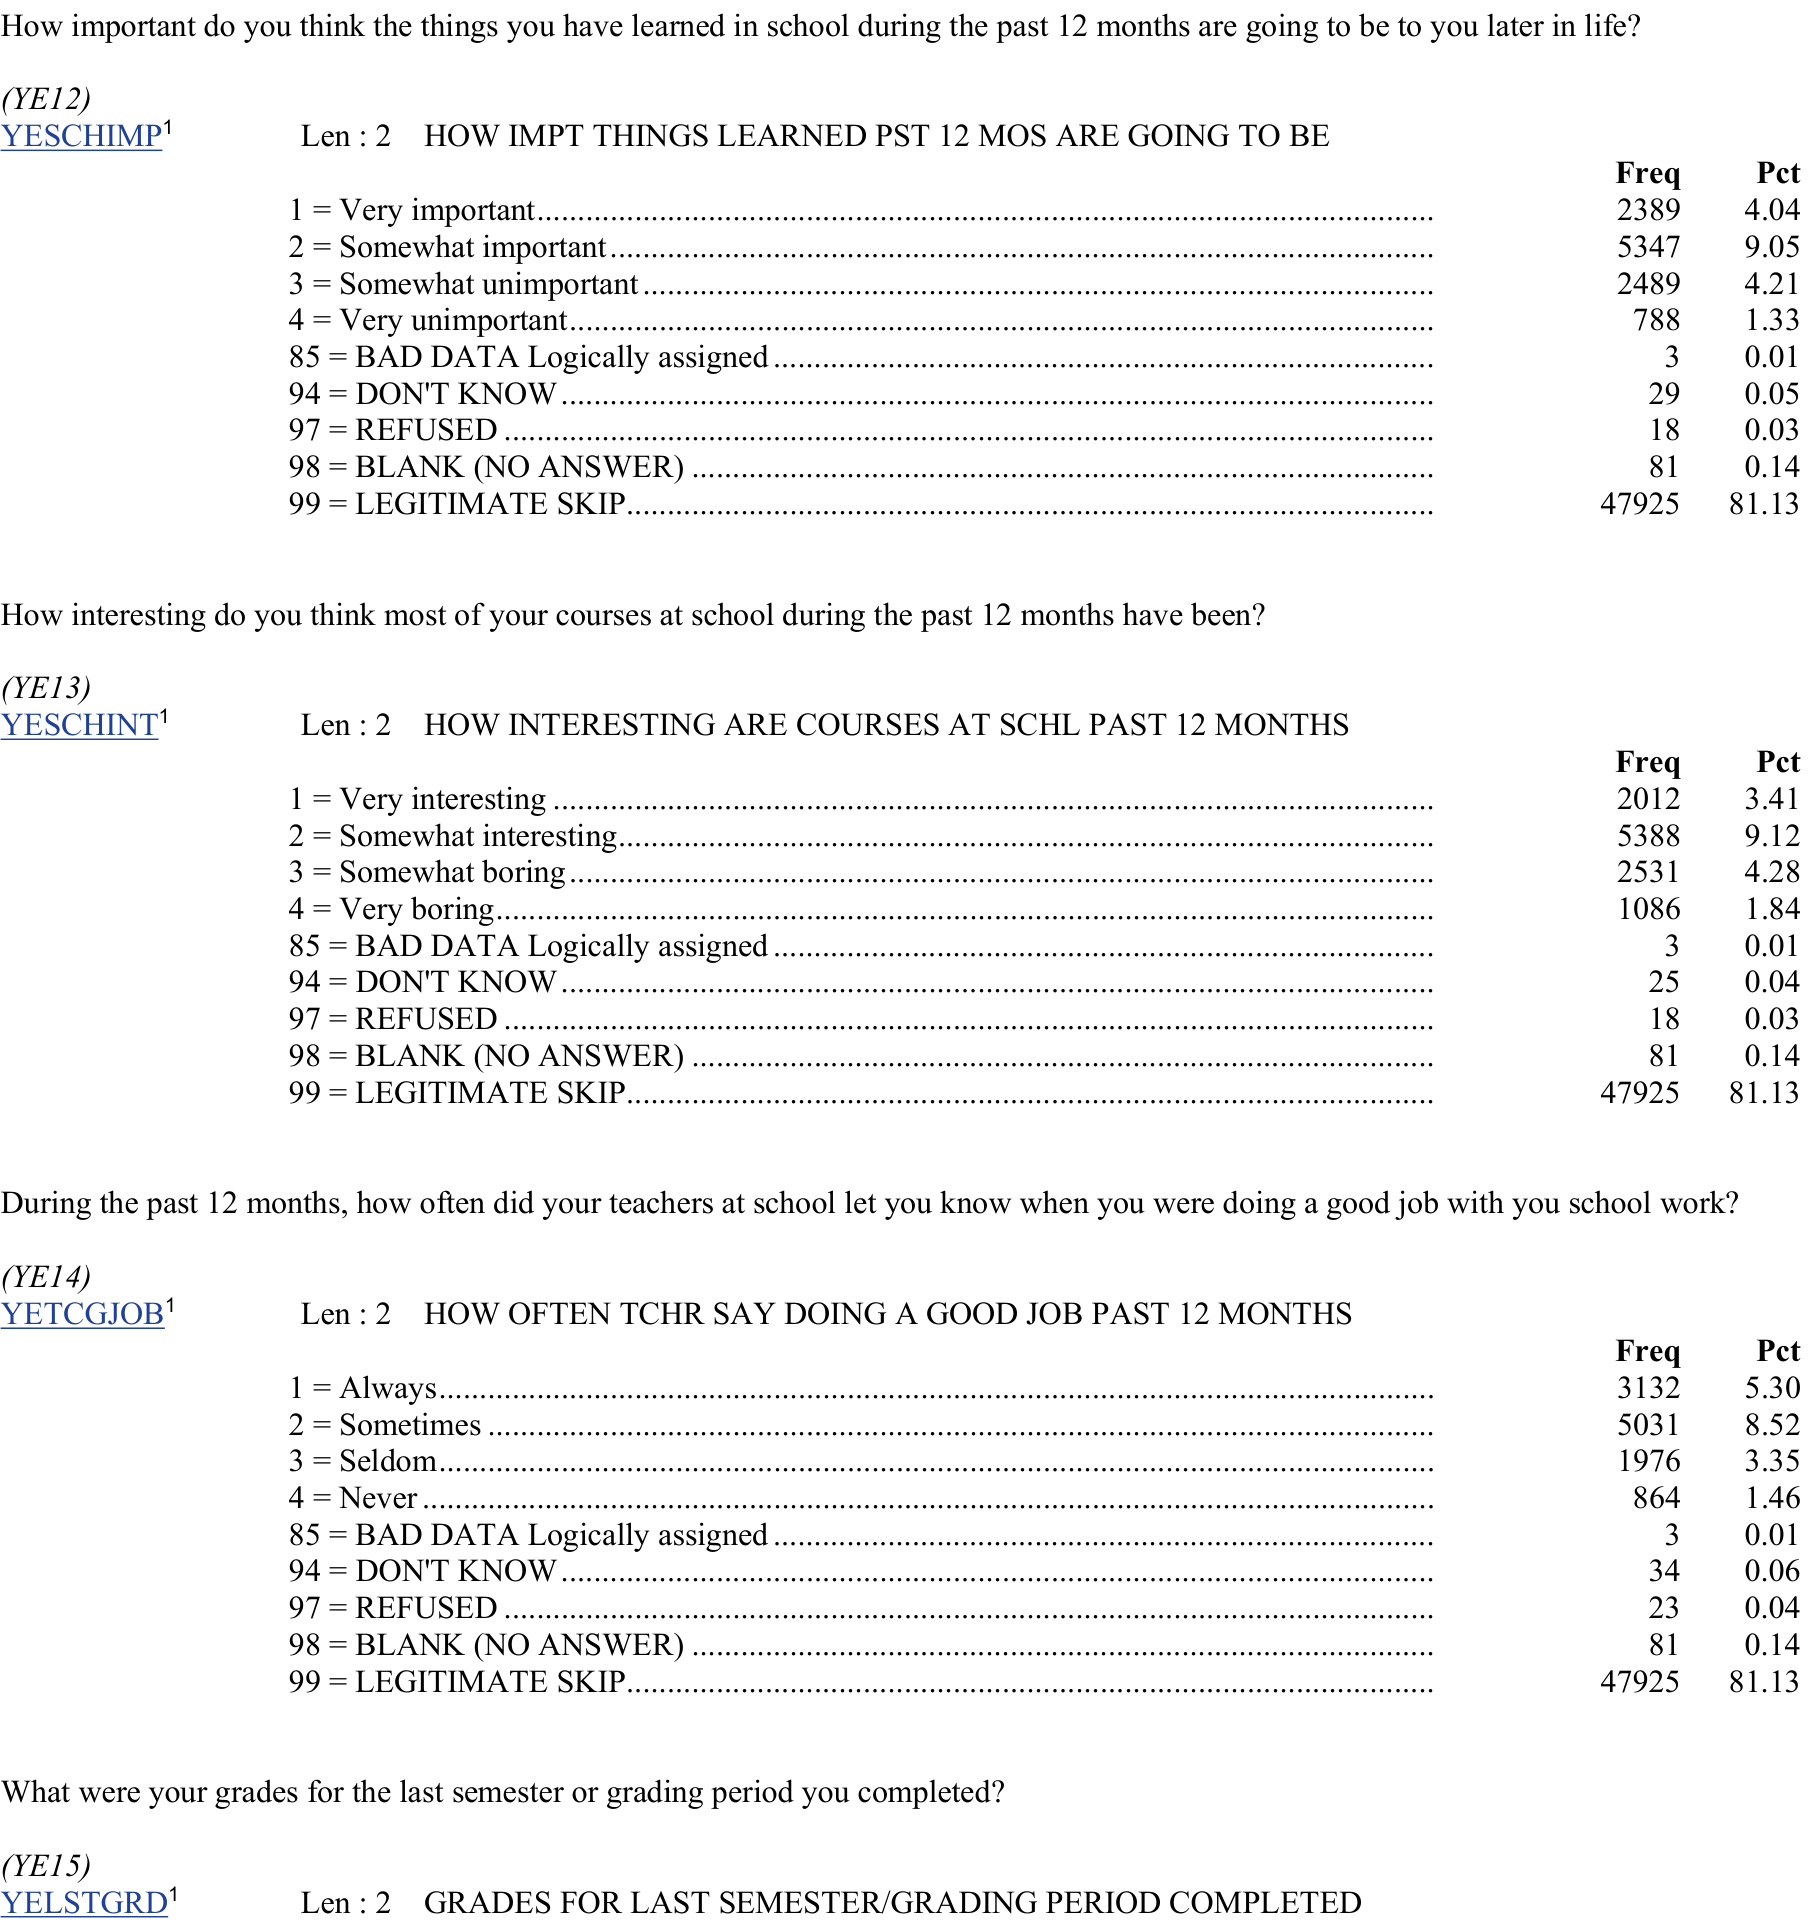 How important do you think the things you have learned in school during the past 12 months are going to be to you later in life?
(YE12)
YESCHIMP1 Len : 2 HOW IMPT THINGS LEARNED PST 12 MOS ARE GOING TO BE
Freq Pct
1 = Very important 2389 4.04
2 = Somewhat important 5347 9.05
3 = Somewhat unimportant 2489 4.21
4 = Very unimportant 788 1.33
85 = BAD DATA Logically assigned 3 0.01
94 = DON'T KNOW 29 0.05
97 = REFUSED 18 0.03
98 = BLANK (NO ANSWER) 81 0.14
99 = LEGITIMATE SKIP 47925 81.13
How interesting do you think most of your courses at school during the past 12 months have been?
(YE13)
YESCHINT1 Len : 2 HOW INTERESTING ARE COURSES AT SCHL PAST 12 MONTHS
Freq Pct
1 = Very interesting 2012 3.41
2 = Somewhat interesting 5388 9.12
3 = Somewhat boring 2531 4.28
4 = Very boring 1086 1.84
85 = BAD DATA Logically assigned 3 0.01
94 = DON'T KNOW 25 0.04
97 = REFUSED 18 0.03
98 = BLANK (NO ANSWER) 81 0.14
99 = LEGITIMATE SKIP 47925 81.13
During the past 12 months, how often did your teachers at school let you know when you were doing a good job with you school work?
(YE14)
YETCGJOB1 Len : 2 HOW OFTEN TCHR SAY DOING A GOOD JOB PAST 12 MONTHS
Freq Pct
1 = Always 3132 5.30
2 = Sometimes 5031 8.52
3 = Seldom 1976 3.35
4 = Never 864 1.46
85 = BAD DATA Logically assigned 3 0.01
94 = DON'T KNOW 34 0.06
97 = REFUSED 23 0.04
98 = BLANK (NO ANSWER) 81 0.14
99 = LEGITIMATE SKIP 47925 81.13
What were your grades for the last semester or grading period you completed?
(YE15)
YELSTGRD1 Len : 2 GRADES FOR LAST SEMESTER/GRADING PERIOD COMPLETED